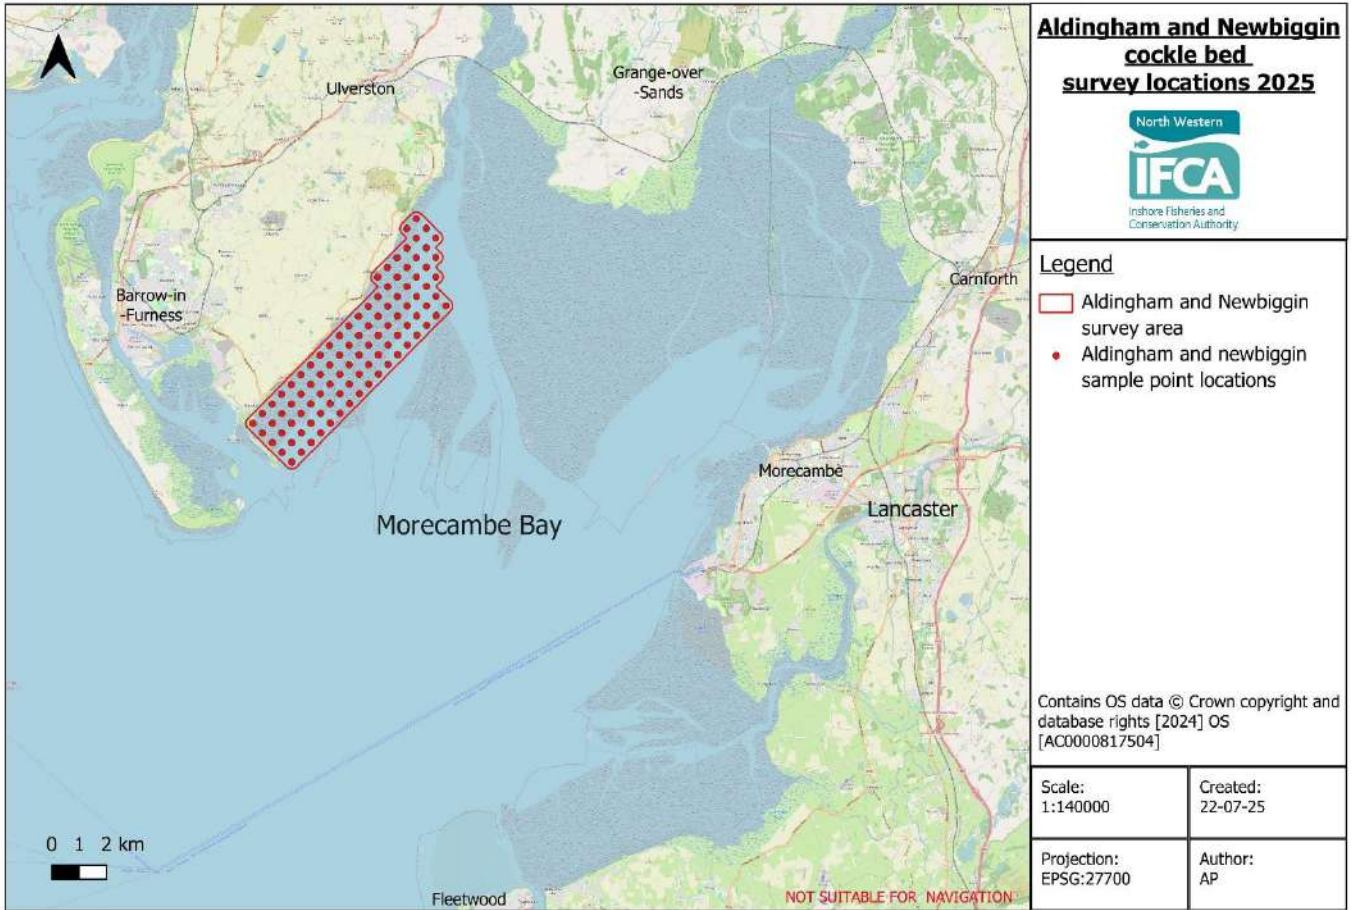 Aldingham and Newbiggin
cockle bed
survey locations 2025
North Western
IFCA
Inshore Fisheries and
Conservation Authority
Legend
Aldingham and Newbiggin
survey area
Aldingham and newbiggin
sample point locations
Contains OS data © Crown copyright and
database rights [2024] OS
[AC0000817504]
Scale:
1:140000
Created:
22-07-25
Projection:
EPSG:27700
Author:
AP
Ulverston
Grange-over
-Sands
Carnforth
Barrow-in
-Furness
Morecambe
Lancaster
Morecambe Bay
0 1 2 km
Fleetwood
NOT SUITABLE FOR NAVIGATION